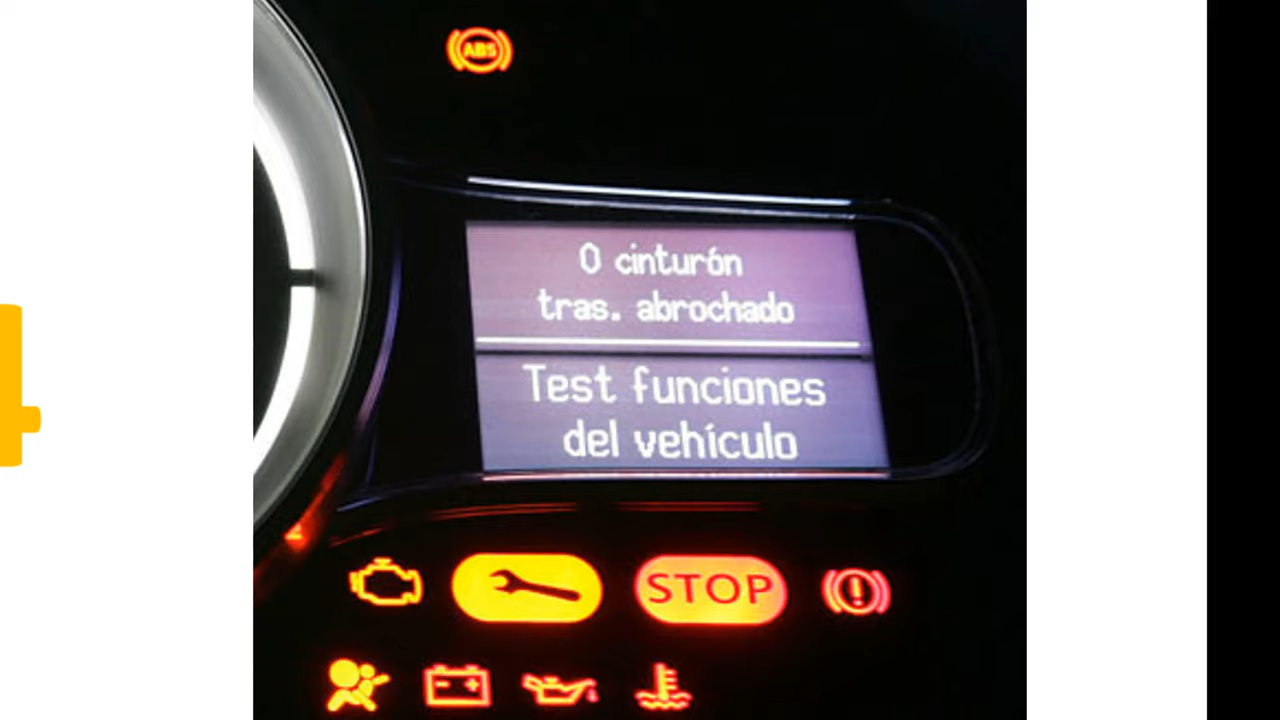 ABS
0 cinturón
tras. abrochado
Test funciones
del vehículo
STOP